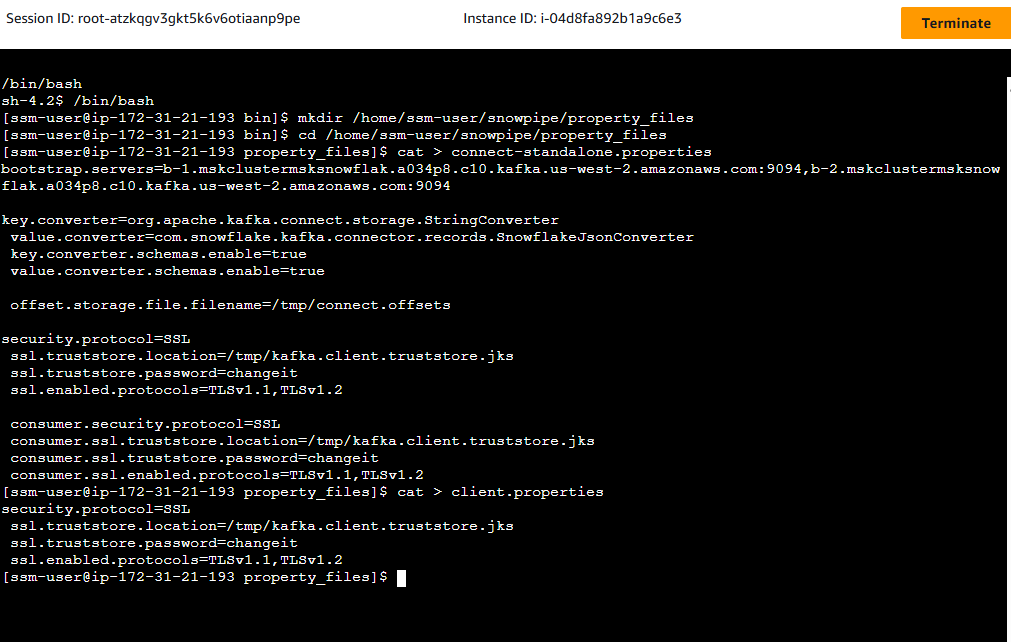 Session ID: root-atzkqgv3gkt5k6v6otiaanp9pe Instance ID: i-04d8fa892b1a9c6e3 Terminate
/bin/bash
sh-4.2$ /bin/bash
[ssm-user@ip-172-31-21-193 bin]$ mkdir /home/ssm-user/snowpipe/property_files
[ssm-user@ip-172-31-21-193 bin]$ cd /home/ssm-user/snowpipe/property_files
[ssm-user@ip-172-31-21-193 property_files]$ cat > connect-standalone.properties
bootstrap.servers=b-1.mskclustermsksnowflak.a034p8.c10.kafka.us-west-2.amazonaws.com:9094,b-2.mskclustermsksnow
flak.a034p8.c10.kafka.us-west-2.amazonaws.com:9094
key.converter=org.apache.kafka.connect.storage.StringConverter
value.converter=com.snowflake.kafka.connector.records.SnowflakeJsonConverter
key.converter.schemas.enable=true
value.converter.schemas.enable=true
offset.storage.file.filename=/tmp/connect.offsets
security.protocol=SSL
ssl.truststore.location=/tmp/kafka.client.truststore.jks
ssl.truststore.password=changeit
ssl.enabled.protocols=TLSv1.1,TLSv1.2
consumer.security.protocol=SSL
consumer.ssl.truststore.location=/tmp/kafka.client.truststore.jks
consumer.ssl.truststore.password=changeit
consumer.ssl.enabled.protocols=TLSv1.1,TLSv1.2
[ssm-user@ip-172-31-21-193 property_files]$ cat > client.properties
security.protocol=SSL
ssl.truststore.location=/tmp/kafka.client.truststore.jks
ssl.truststore.password=changeit
ssl.enabled.protocols=TLSv1.1,TLSv1.2
[ssm-user@ip-172-31-21-193 property_files]$